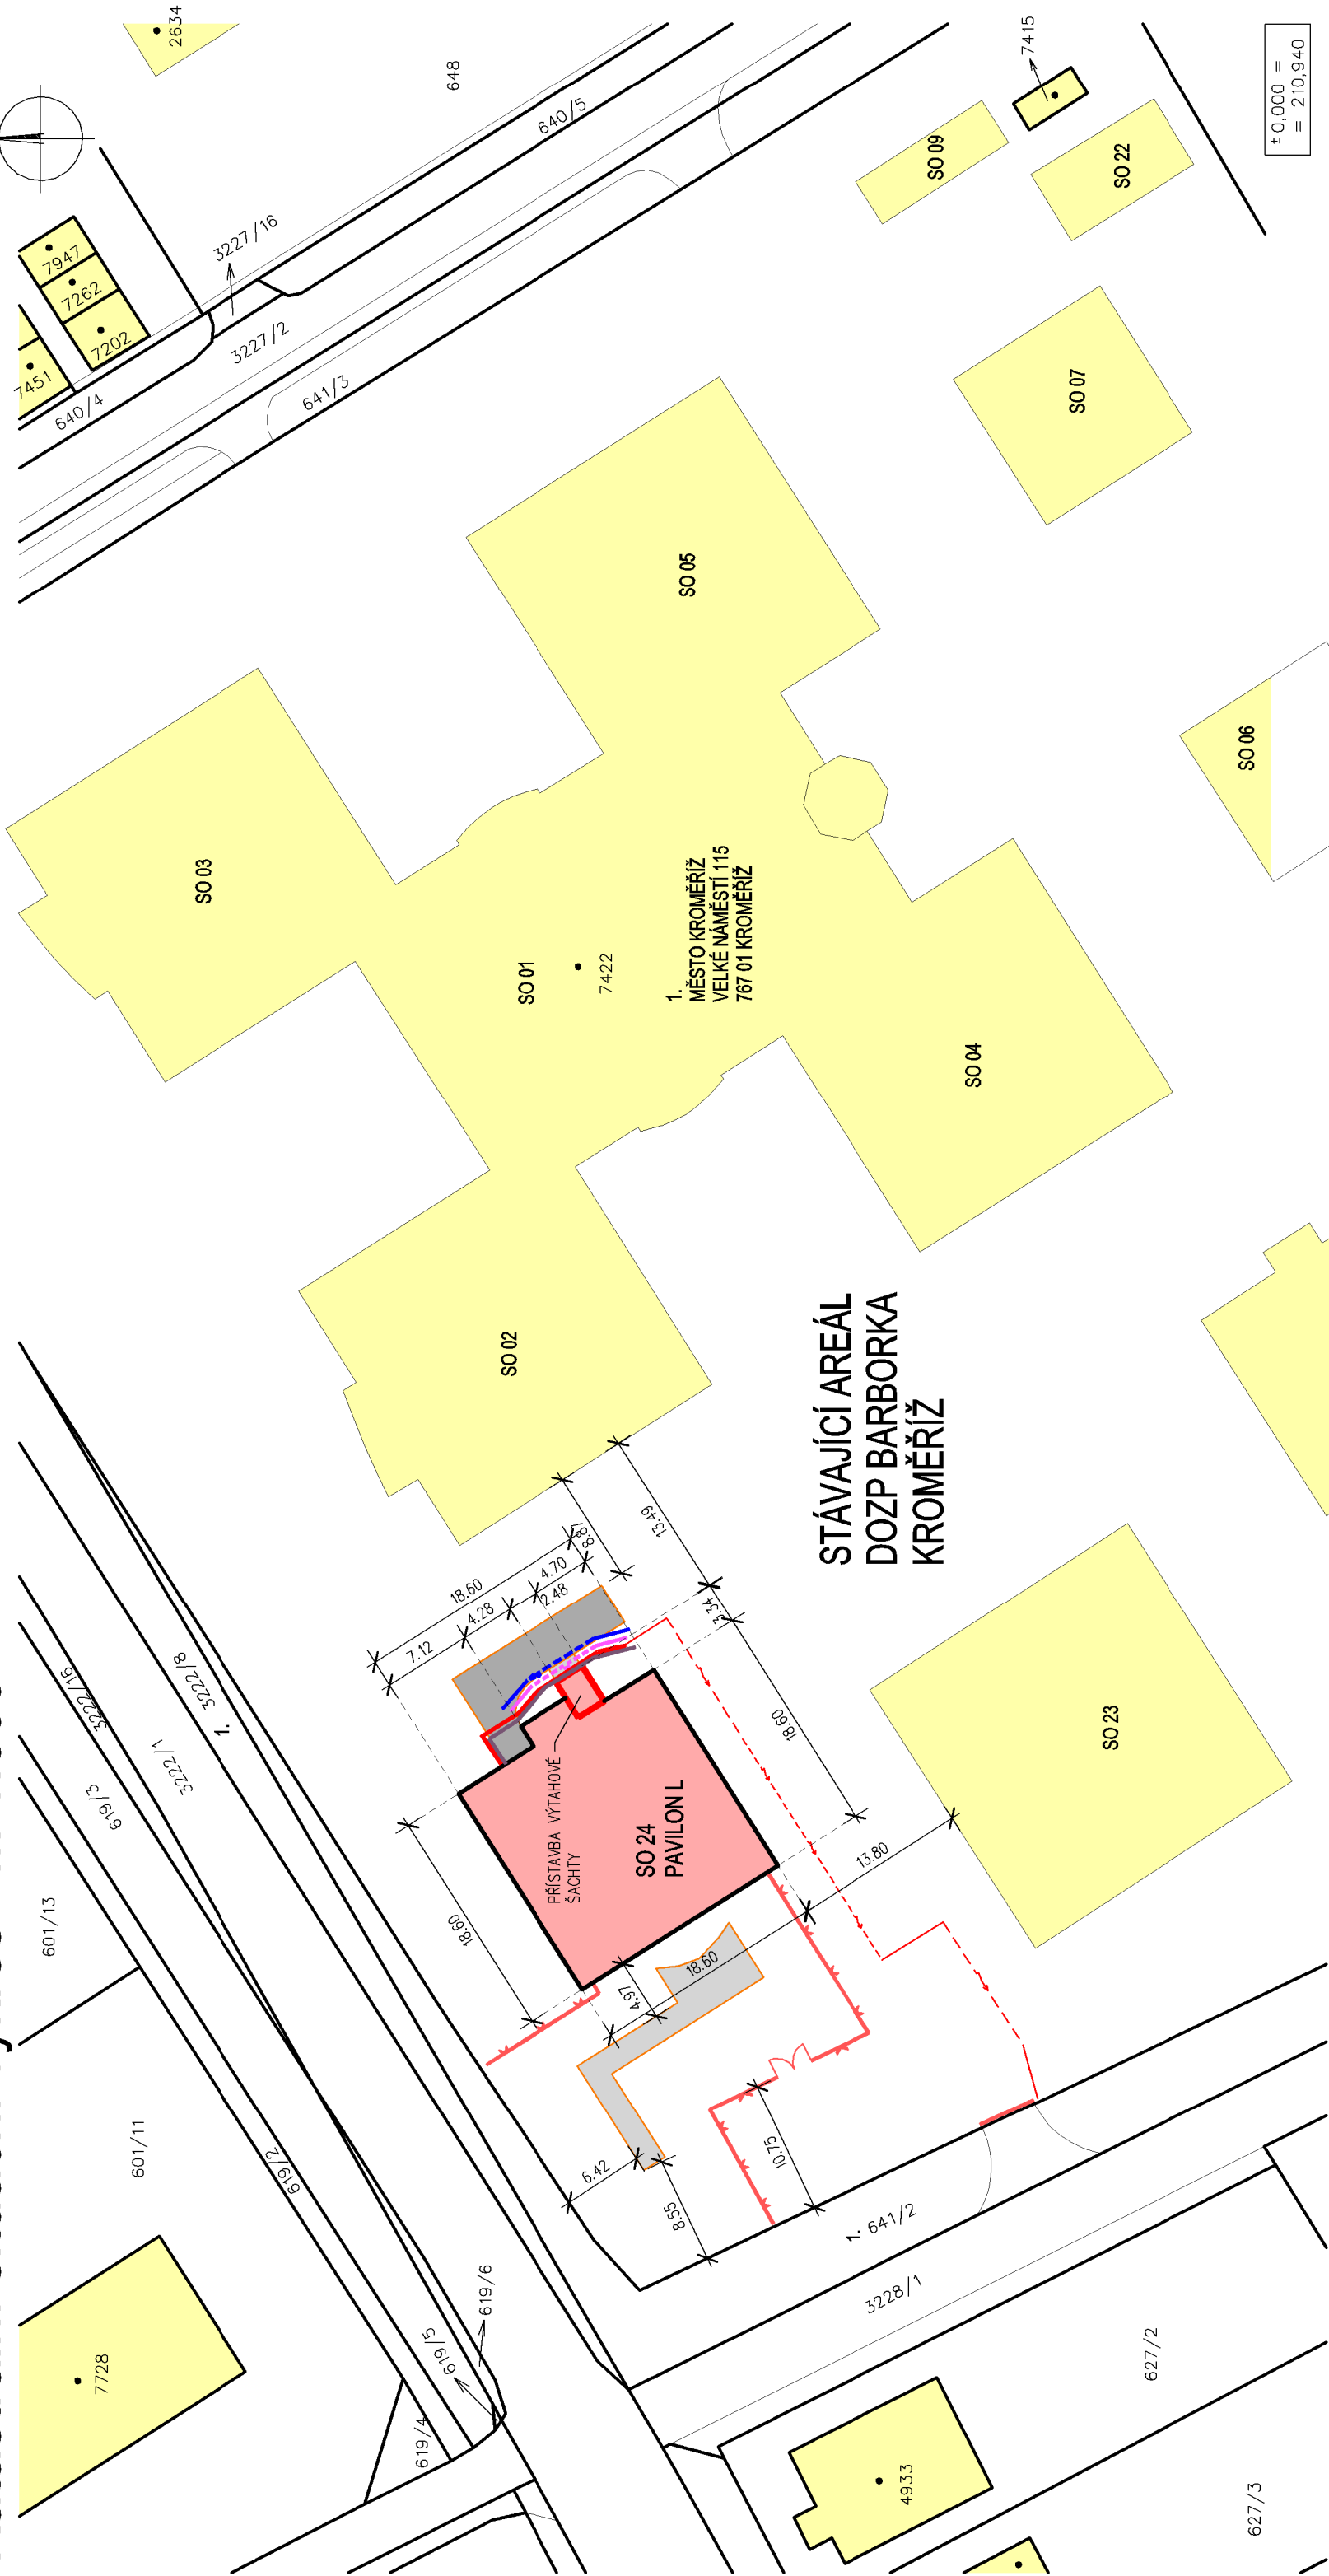 2634
648
640/5
7415
±0,000 =
= 210,940
SO 09
SO 22
7947
7262
7202
7451
3227/16
3227/2
640/4
641/3
SO 07
SO 05
SO 06
SO 03
SO 01
7422
1.
MĚSTO KROMĚŘÍŽ
VELKÉ NÁMĚSTÍ 115
767 01 KROMĚŘÍŽ
SO 04
SO 02
STÁVAJÍCÍ AREÁL
DOZP BARBORKA
KROMĚŘÍŽ
13.49
8.87
18.60
4.70
2.48
4.28
7.12
3.34
18.60
PŘÍSTAVBA VÝTAHOVÉ
ŠACHTY
SO 24
PAVILON L
SO 23
13.80
18.60
18.60
4.97
10.75
6.42
8.55
3222/16
3222/8
1.
3222/1
619/3
601/13
601/11
619/2
619/6
619/5
619/4
7728
641/2
3228/1
627/2
4933
627/3